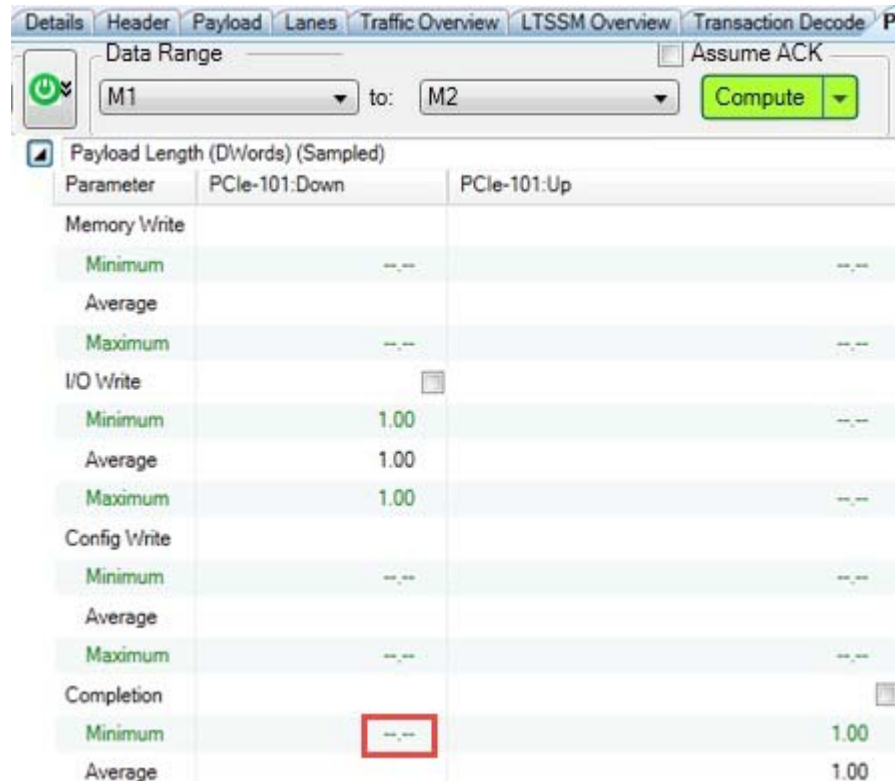 Details Header Payload Lanes Traffic Overview LTSSM Overview Transaction Decode P
Data Range Assume ACK
M1 to: M2 Compute
Payload Length (DWords) (Sampled)
Parameter PCIe-101:Down PCIe-101:Up
Memory Write
Minimum --.-- --.--
Average
Maximum --.-- --.--
I/O Write
Minimum 1.00 --.--
Average 1.00
Maximum 1.00 --.--
Config Write
Minimum --.-- --.--
Average
Maximum --.-- --.--
Completion
Minimum --.-- 1.00
Average 1.00